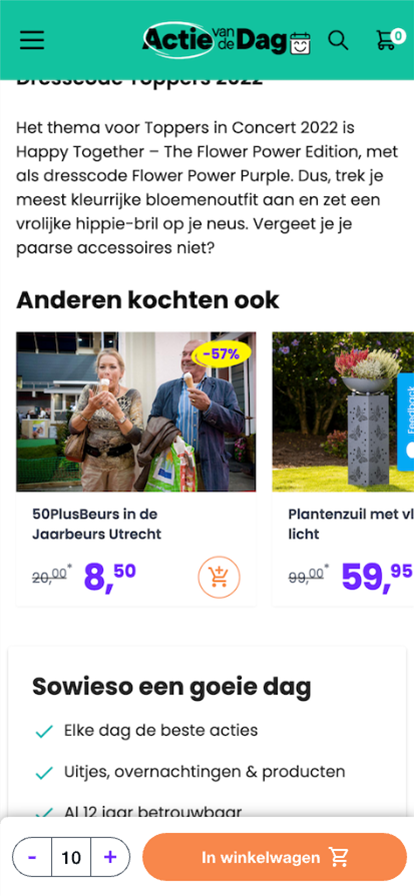 Actie van de Dag
0
Dresscode Toppers 2022
Het thema voor Toppers in Concert 2022 is
Happy Together – The Flower Power Edition, met
als dresscode Flower Power Purple. Dus, trek je
meest kleurrijke bloemenoutfit aan en zet een
vrolijke hippie-bril op je neus. Vergeet je je
paarse accessoires niet?
Anderen kochten ook
-57%
Feedback
50PlusBeurs in de
Jaarbeurs Utrecht
20,00* 8,50
Plantenzuil met vl
licht
99,00* 59,95
Sowieso een goeie dag
Elke dag de beste acties
Uitjes, overnachtingen & producten
Al 12 jaar betrouwbaar
- 10 +
In winkelwagen